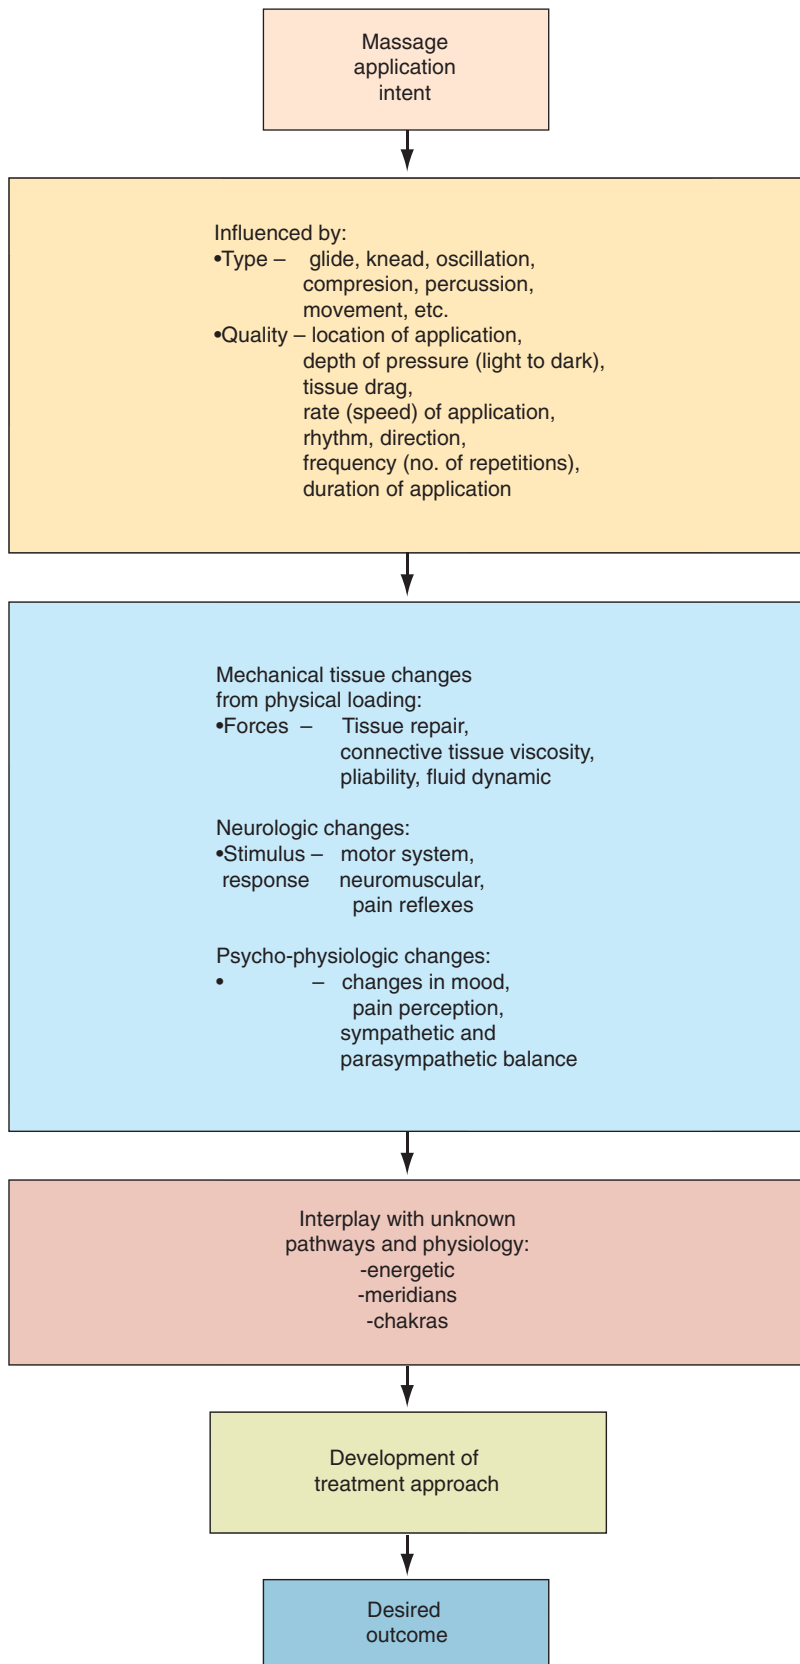 Massage
application
intent
Influenced by:
•Type – glide, knead, oscillation,
compresion, percussion,
movement, etc.
•Quality – location of application,
depth of pressure (light to dark),
tissue drag,
rate (speed) of application,
rhythm, direction,
frequency (no. of repetitions),
duration of application
Mechanical tissue changes
from physical loading:
•Forces – Tissue repair,
connective tissue viscosity,
pliability, fluid dynamic
Neurologic changes:
•Stimulus – motor system,
response neuromuscular,
pain reflexes
Psycho-physiologic changes:
• – changes in mood,
pain perception,
sympathetic and
parasympathetic balance
Interplay with unknown
pathways and physiology:
-energetic
-meridians
-chakras
Development of
treatment approach
Desired
outcome